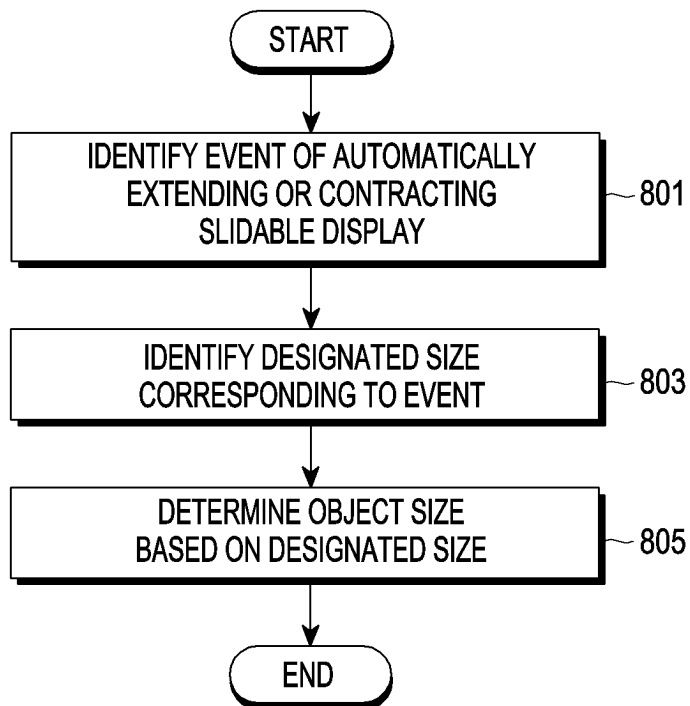 START
IDENTIFY EVENT OF AUTOMATICALLY
EXTENDING OR CONTRACTING
SLIDABLE DISPLAY
801
IDENTIFY DESIGNATED SIZE
CORRESPONDING TO EVENT
803
DETERMINE OBJECT SIZE
BASED ON DESIGNATED SIZE
805
END